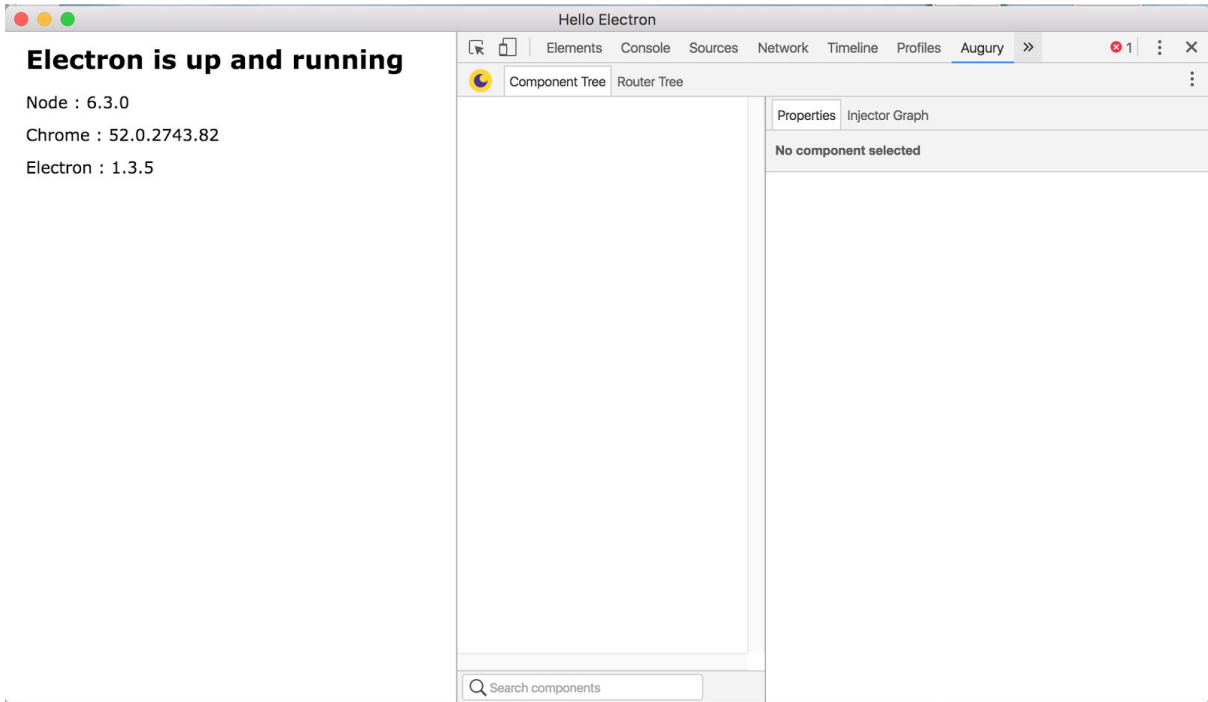 Hello Electron
Electron is up and running
Node : 6.3.0
Chrome : 52.0.2743.82
Electron : 1.3.5
Elements Console Sources Network Timeline Profiles Augury » 1
Component Tree Router Tree
Properties Injector Graph
No component selected
Search components